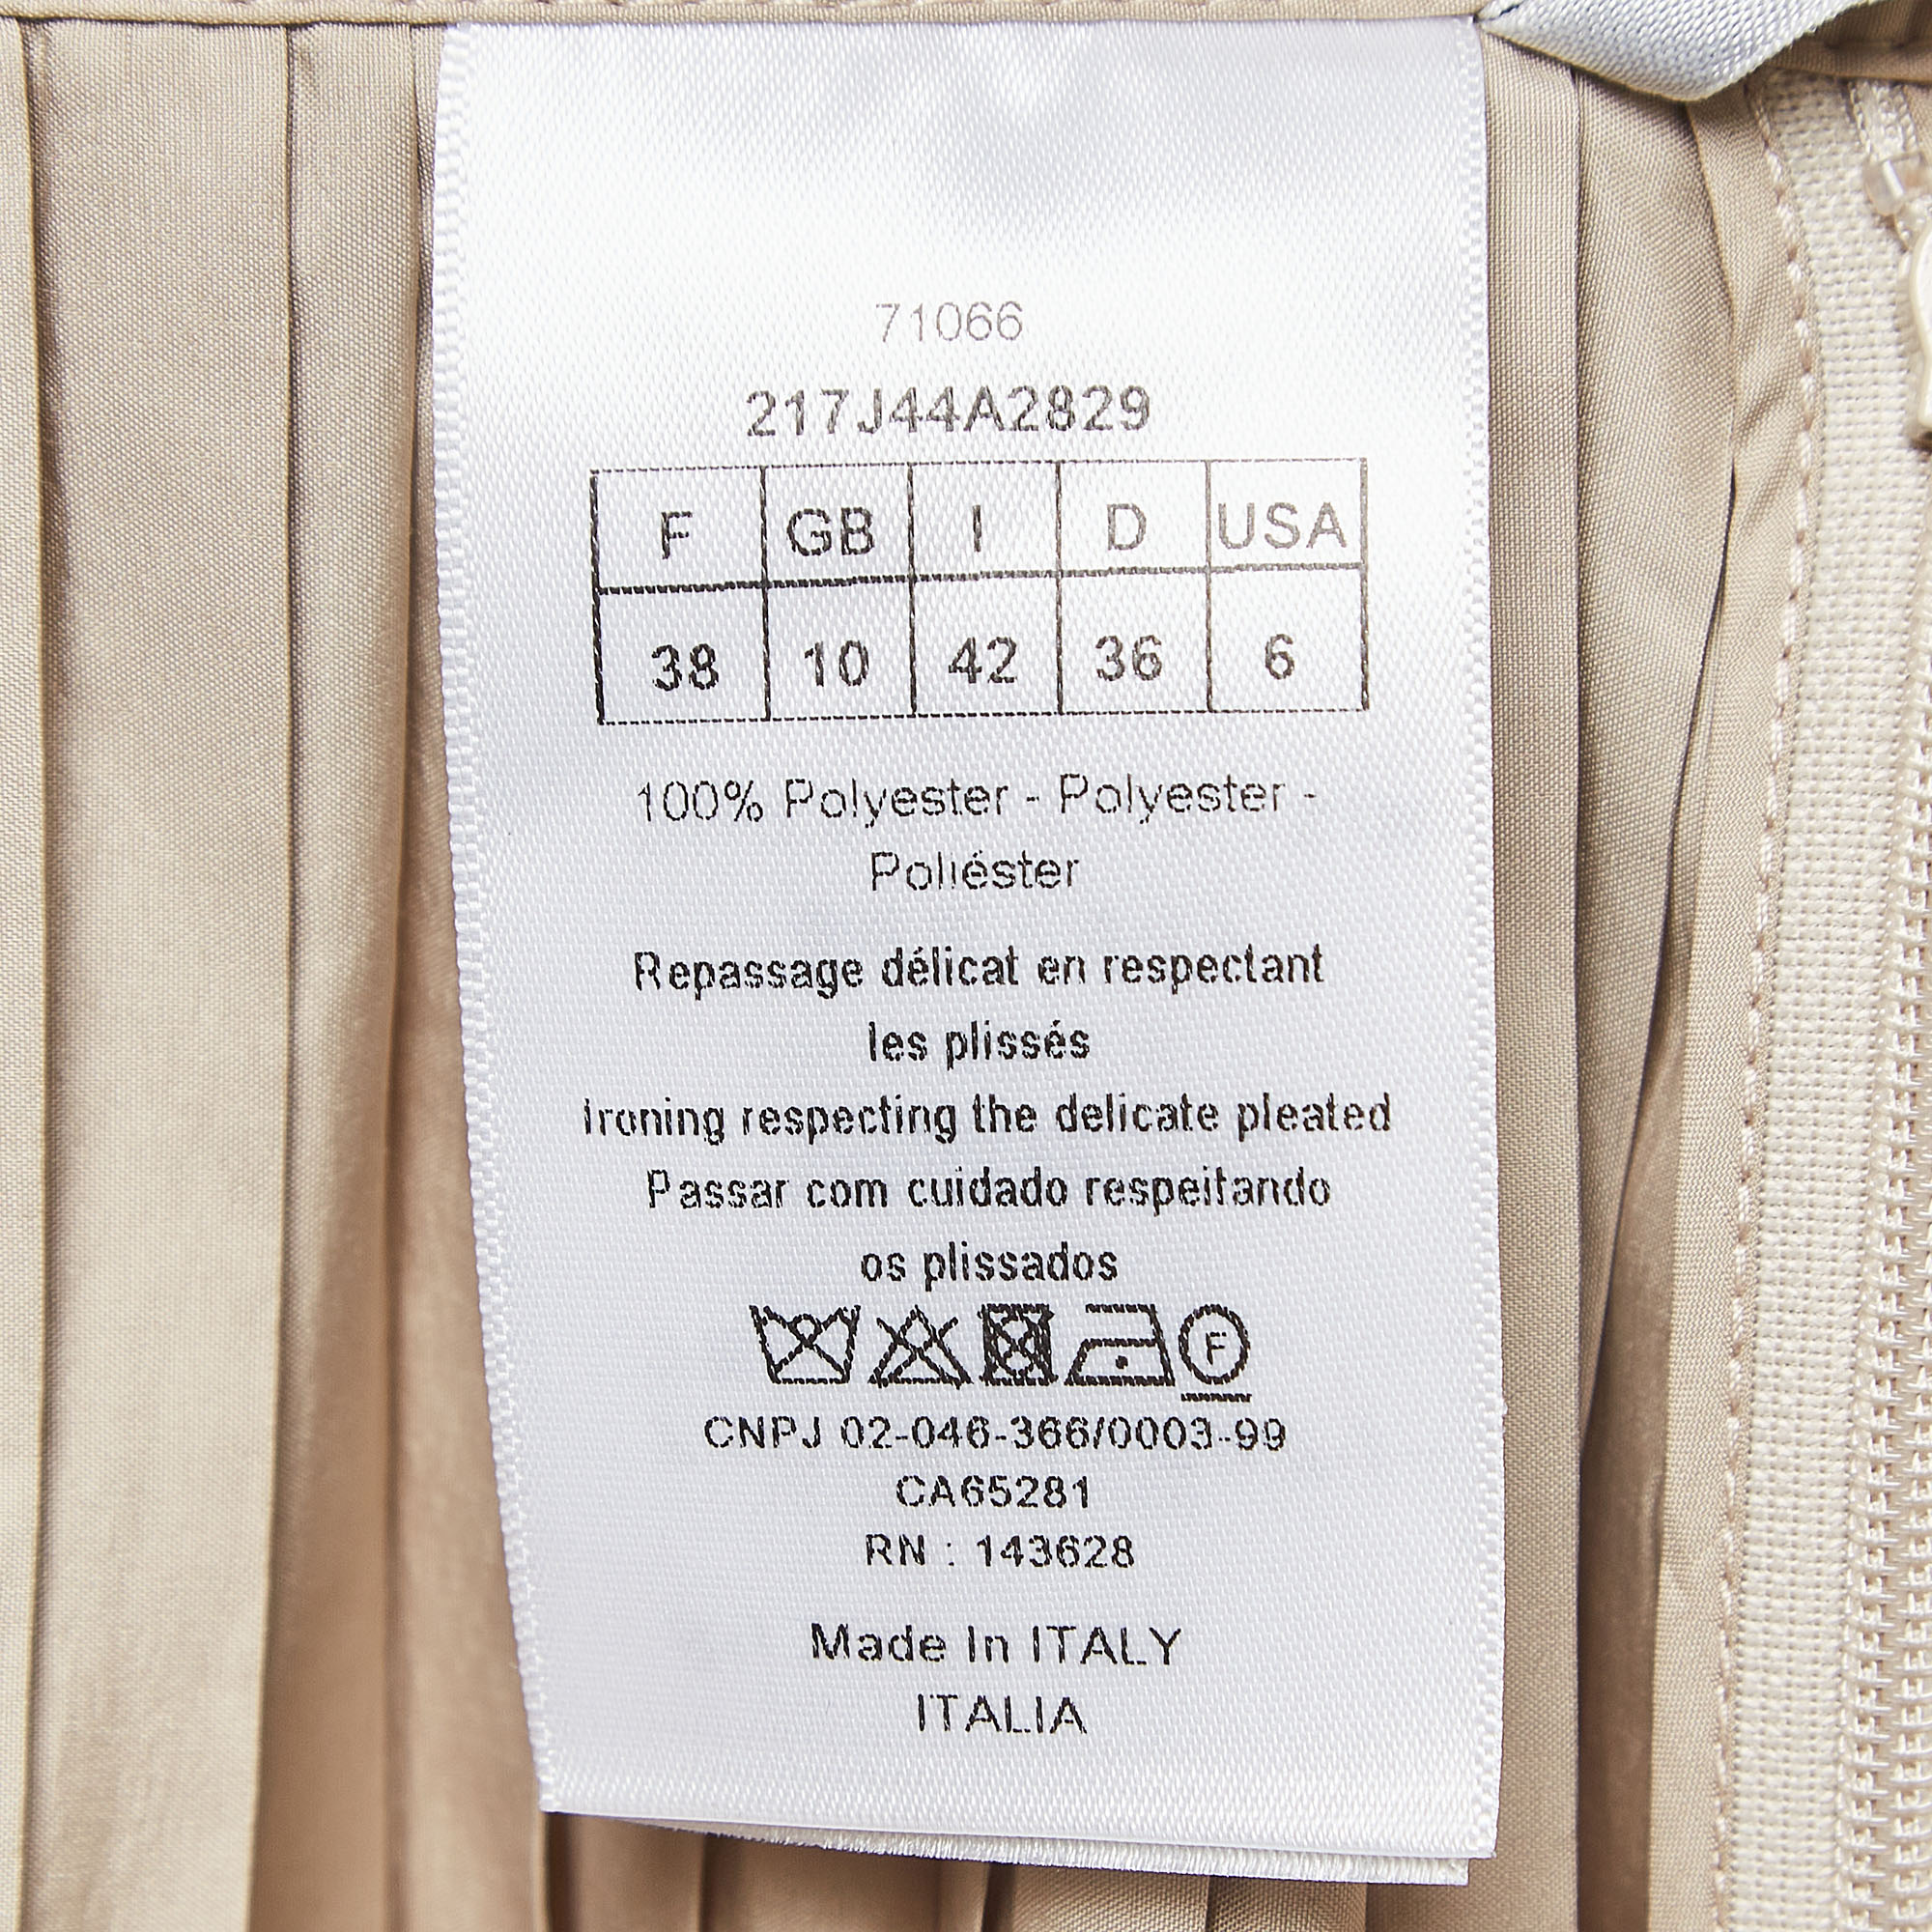 71066
217J44A2829
F GB I D USA
38 10 42 36 6
100% Polyester - Polyester -
Poliéster
Repassage délicat en respectant
les plissés
Ironing respecting the delicate pleated
Passar com cuidado respeitando
os plissados
F
CNPJ 02-046-366/0003-99
CA65281
RN : 143628
Made In ITALY
ITALIA